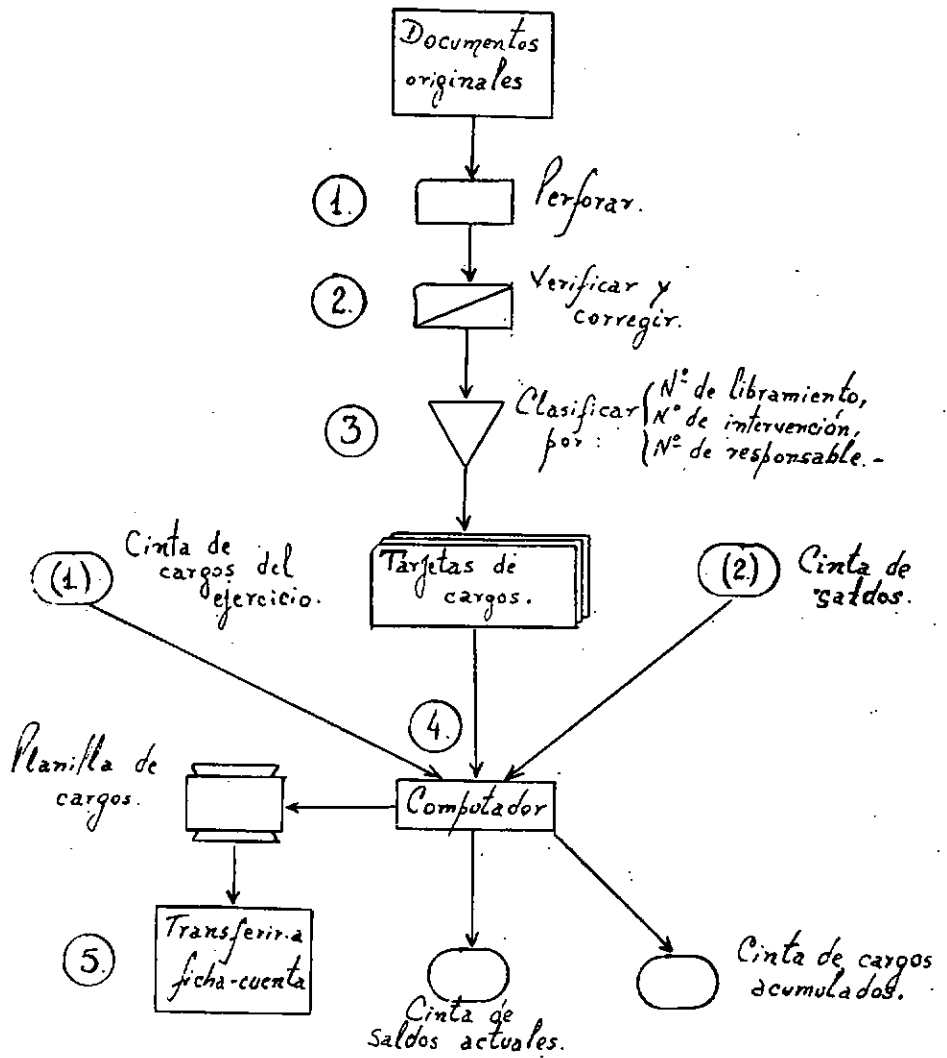 Documentos
originales
1.
Perforar.
2.
Verificar y
corregir.
3
Clasificar
por :
Nº de libramiento,
Nº de intervención,
Nº de responsable.-
(1)
Cinta de
cargos del
ejercicio.
Tarjetas de
cargos.
(2.)
Cinta de
saldos.
4.
Planilla de
cargos.
Computador
5.
Transferir a
ficha-cuenta
Cinta de
saldos actuales.
Cinta de cargos
acumulados.